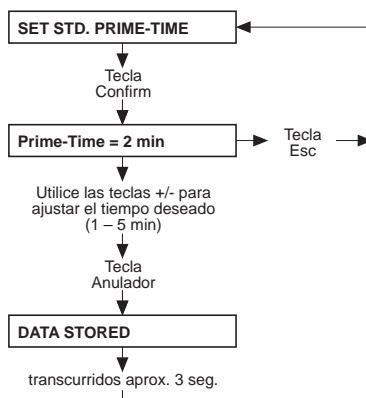 SET STD. PRIME-TIME
Tecla
Confirm
Prime-Time = 2 min
Tecla
Esc
Utilice las teclas +/- para
ajustar el tiempo deseado
(1 – 5 min)
Tecla
Anulador
DATA STORED
transcurridos aprox. 3 seg.